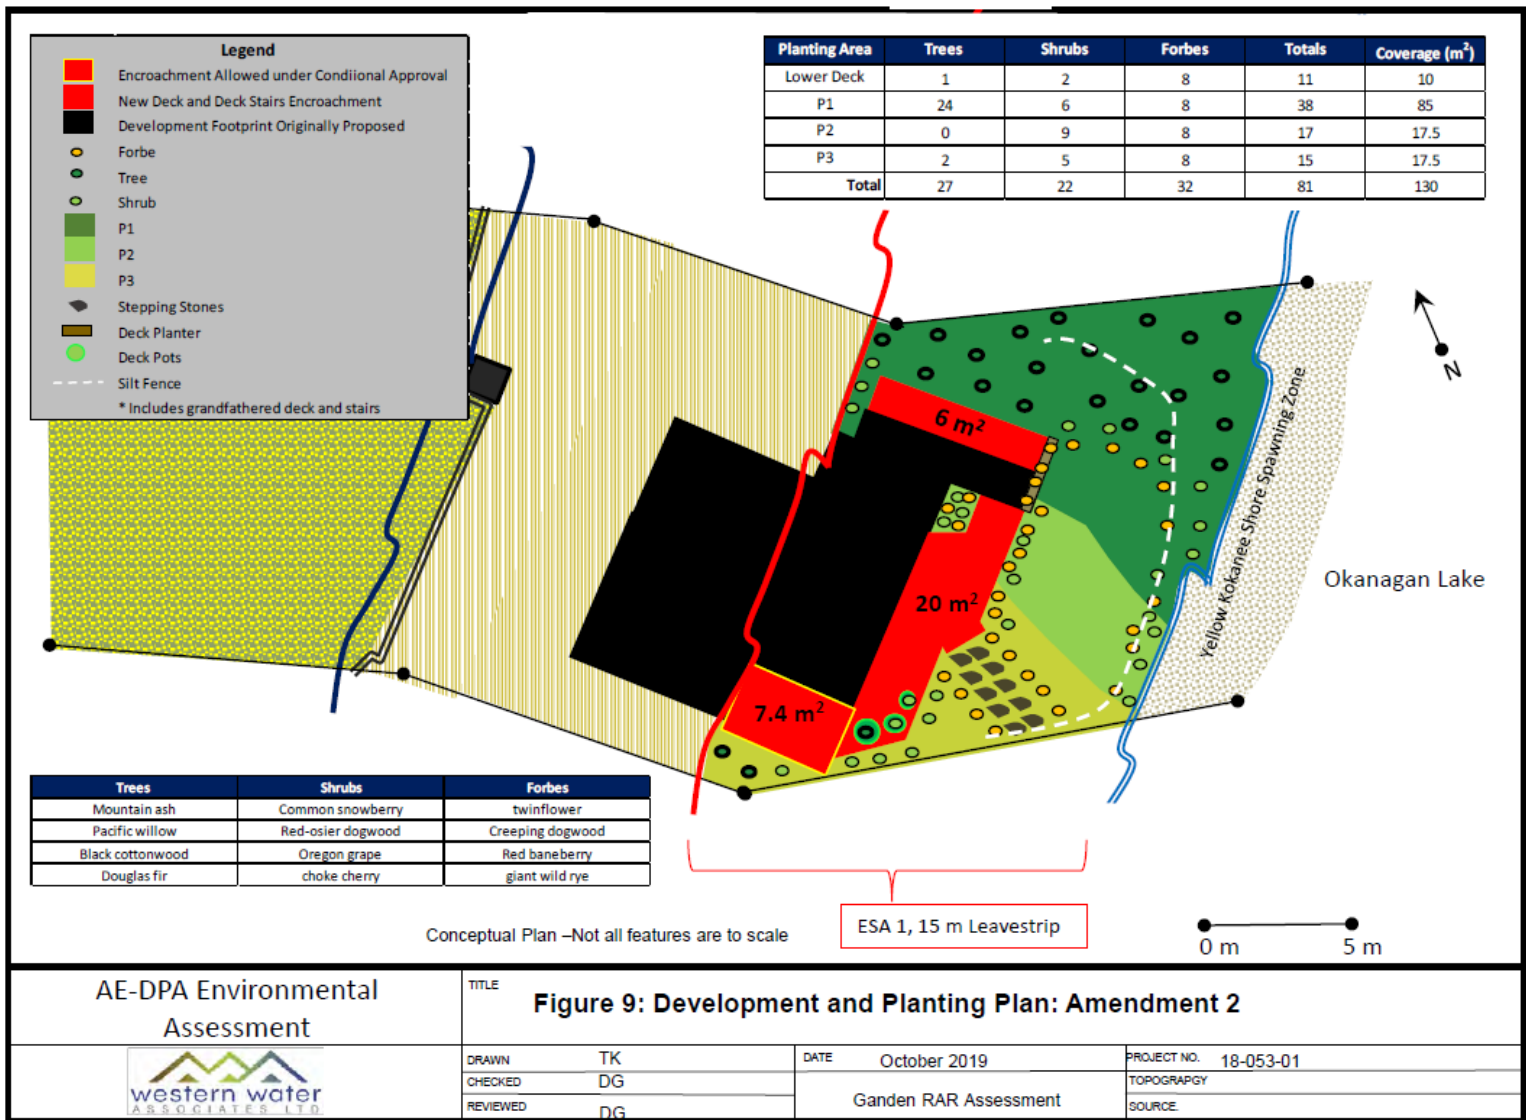 Legend
Encroachment Allowed under Condiional Approval
New Deck and Deck Stairs Encroachment
Development Footprint Originally Proposed
Forbe
Tree
Shrub
P1
P2
P3
Stepping Stones
Deck Planter
Deck Pots
Silt Fence
* Includes grandfathered deck and stairs
Planting Area Trees Shrubs Forbes Totals Coverage (m²)
Lower Deck 1 2 8 11 10
P1 24 6 8 38 85
P2 0 9 8 17 17.5
P3 2 5 8 15 17.5
Total 27 22 32 81 130
N
6 m²
20 m²
7.4 m²
Yellow Kokanee Shore Spawning Zone
Okanagan Lake
Trees Shrubs Forbes
Mountain ash Common snowberry twinflower
Pacific willow Red-osier dogwood Creeping dogwood
Black cottonwood Oregon grape Red baneberry
Douglas fir choke cherry giant wild rye
ESA 1, 15 m Leavestrip
Conceptual Plan –Not all features are to scale
0 m 5 m
AE-DPA Environmental
Assessment
western water
ASSOCIATES LTD
TITLE
Figure 9: Development and Planting Plan: Amendment 2
DRAWN TK
CHECKED DG
REVIEWED DG
DATE October 2019
Ganden RAR Assessment
PROJECT NO. 18-053-01
TOPOGRAPGY
SOURCE.